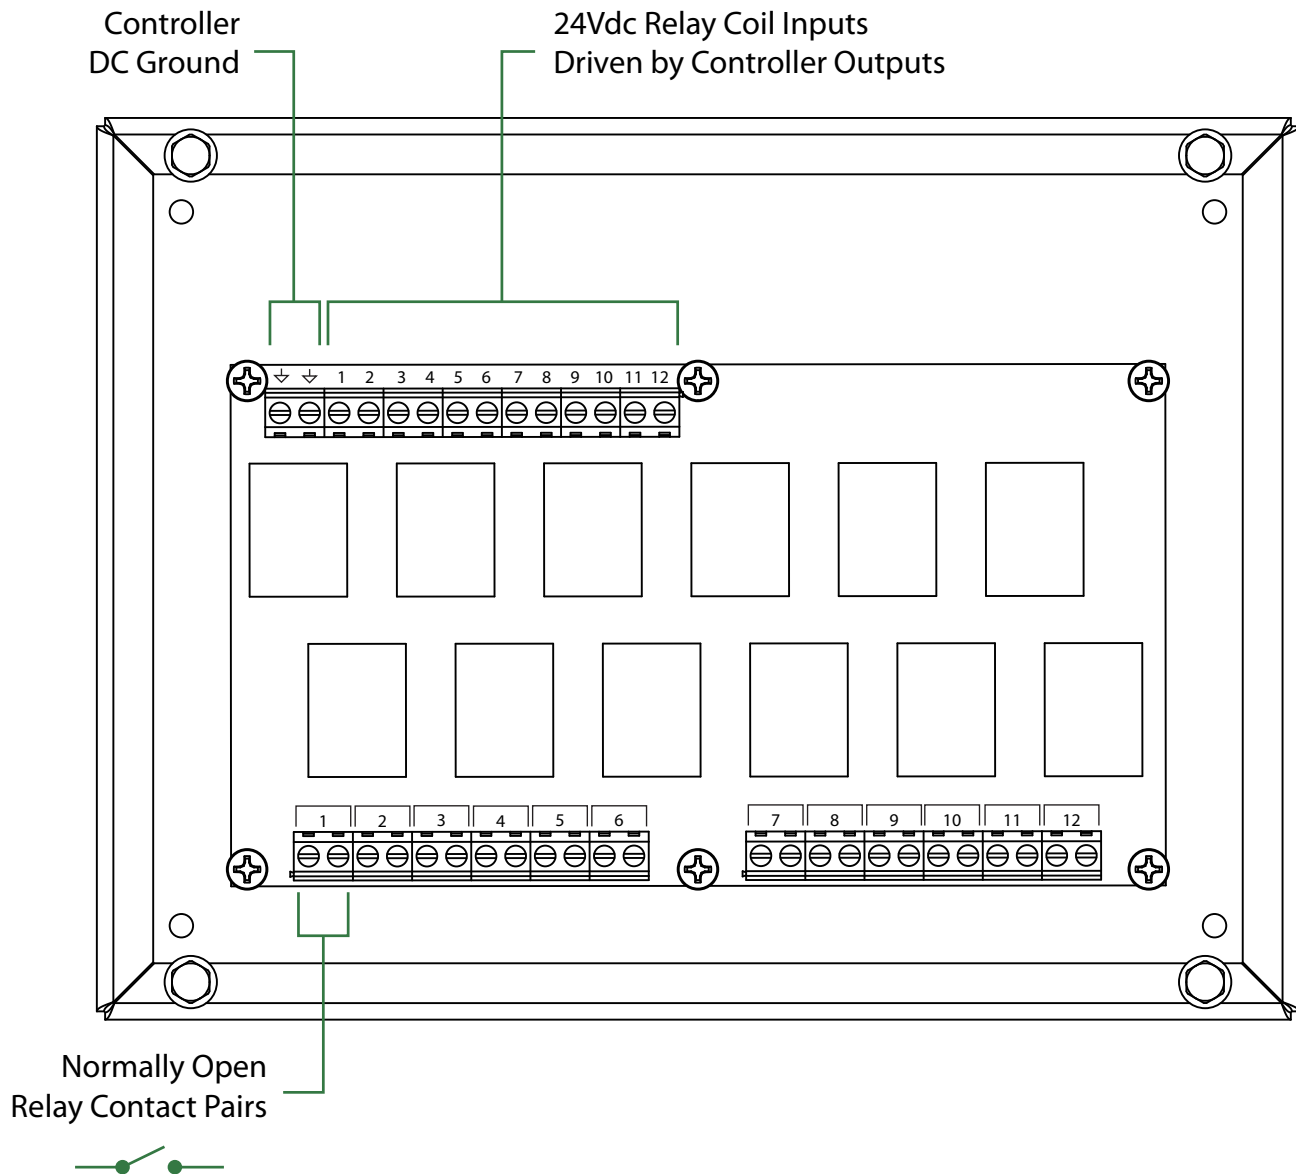 Controller
DC Ground
24Vdc Relay Coil Inputs
Driven by Controller Outputs
1 2 3 4 5 6 7 8 9 10 11 12
1 2 3 4 5 6 7 8 9 10 11 12
Normally Open
Relay Contact Pairs